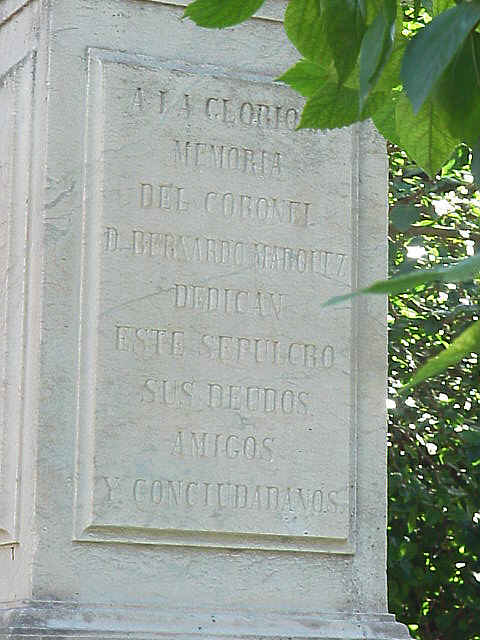 A LA GLORIOSA
MEMORIA
DEL CORONEL
D. BERNARDO MARQUEZ
DEDICAN
ESTE SEPULCRO
SUS DEUDOS
AMIGOS
Y CONCIUDADANOS